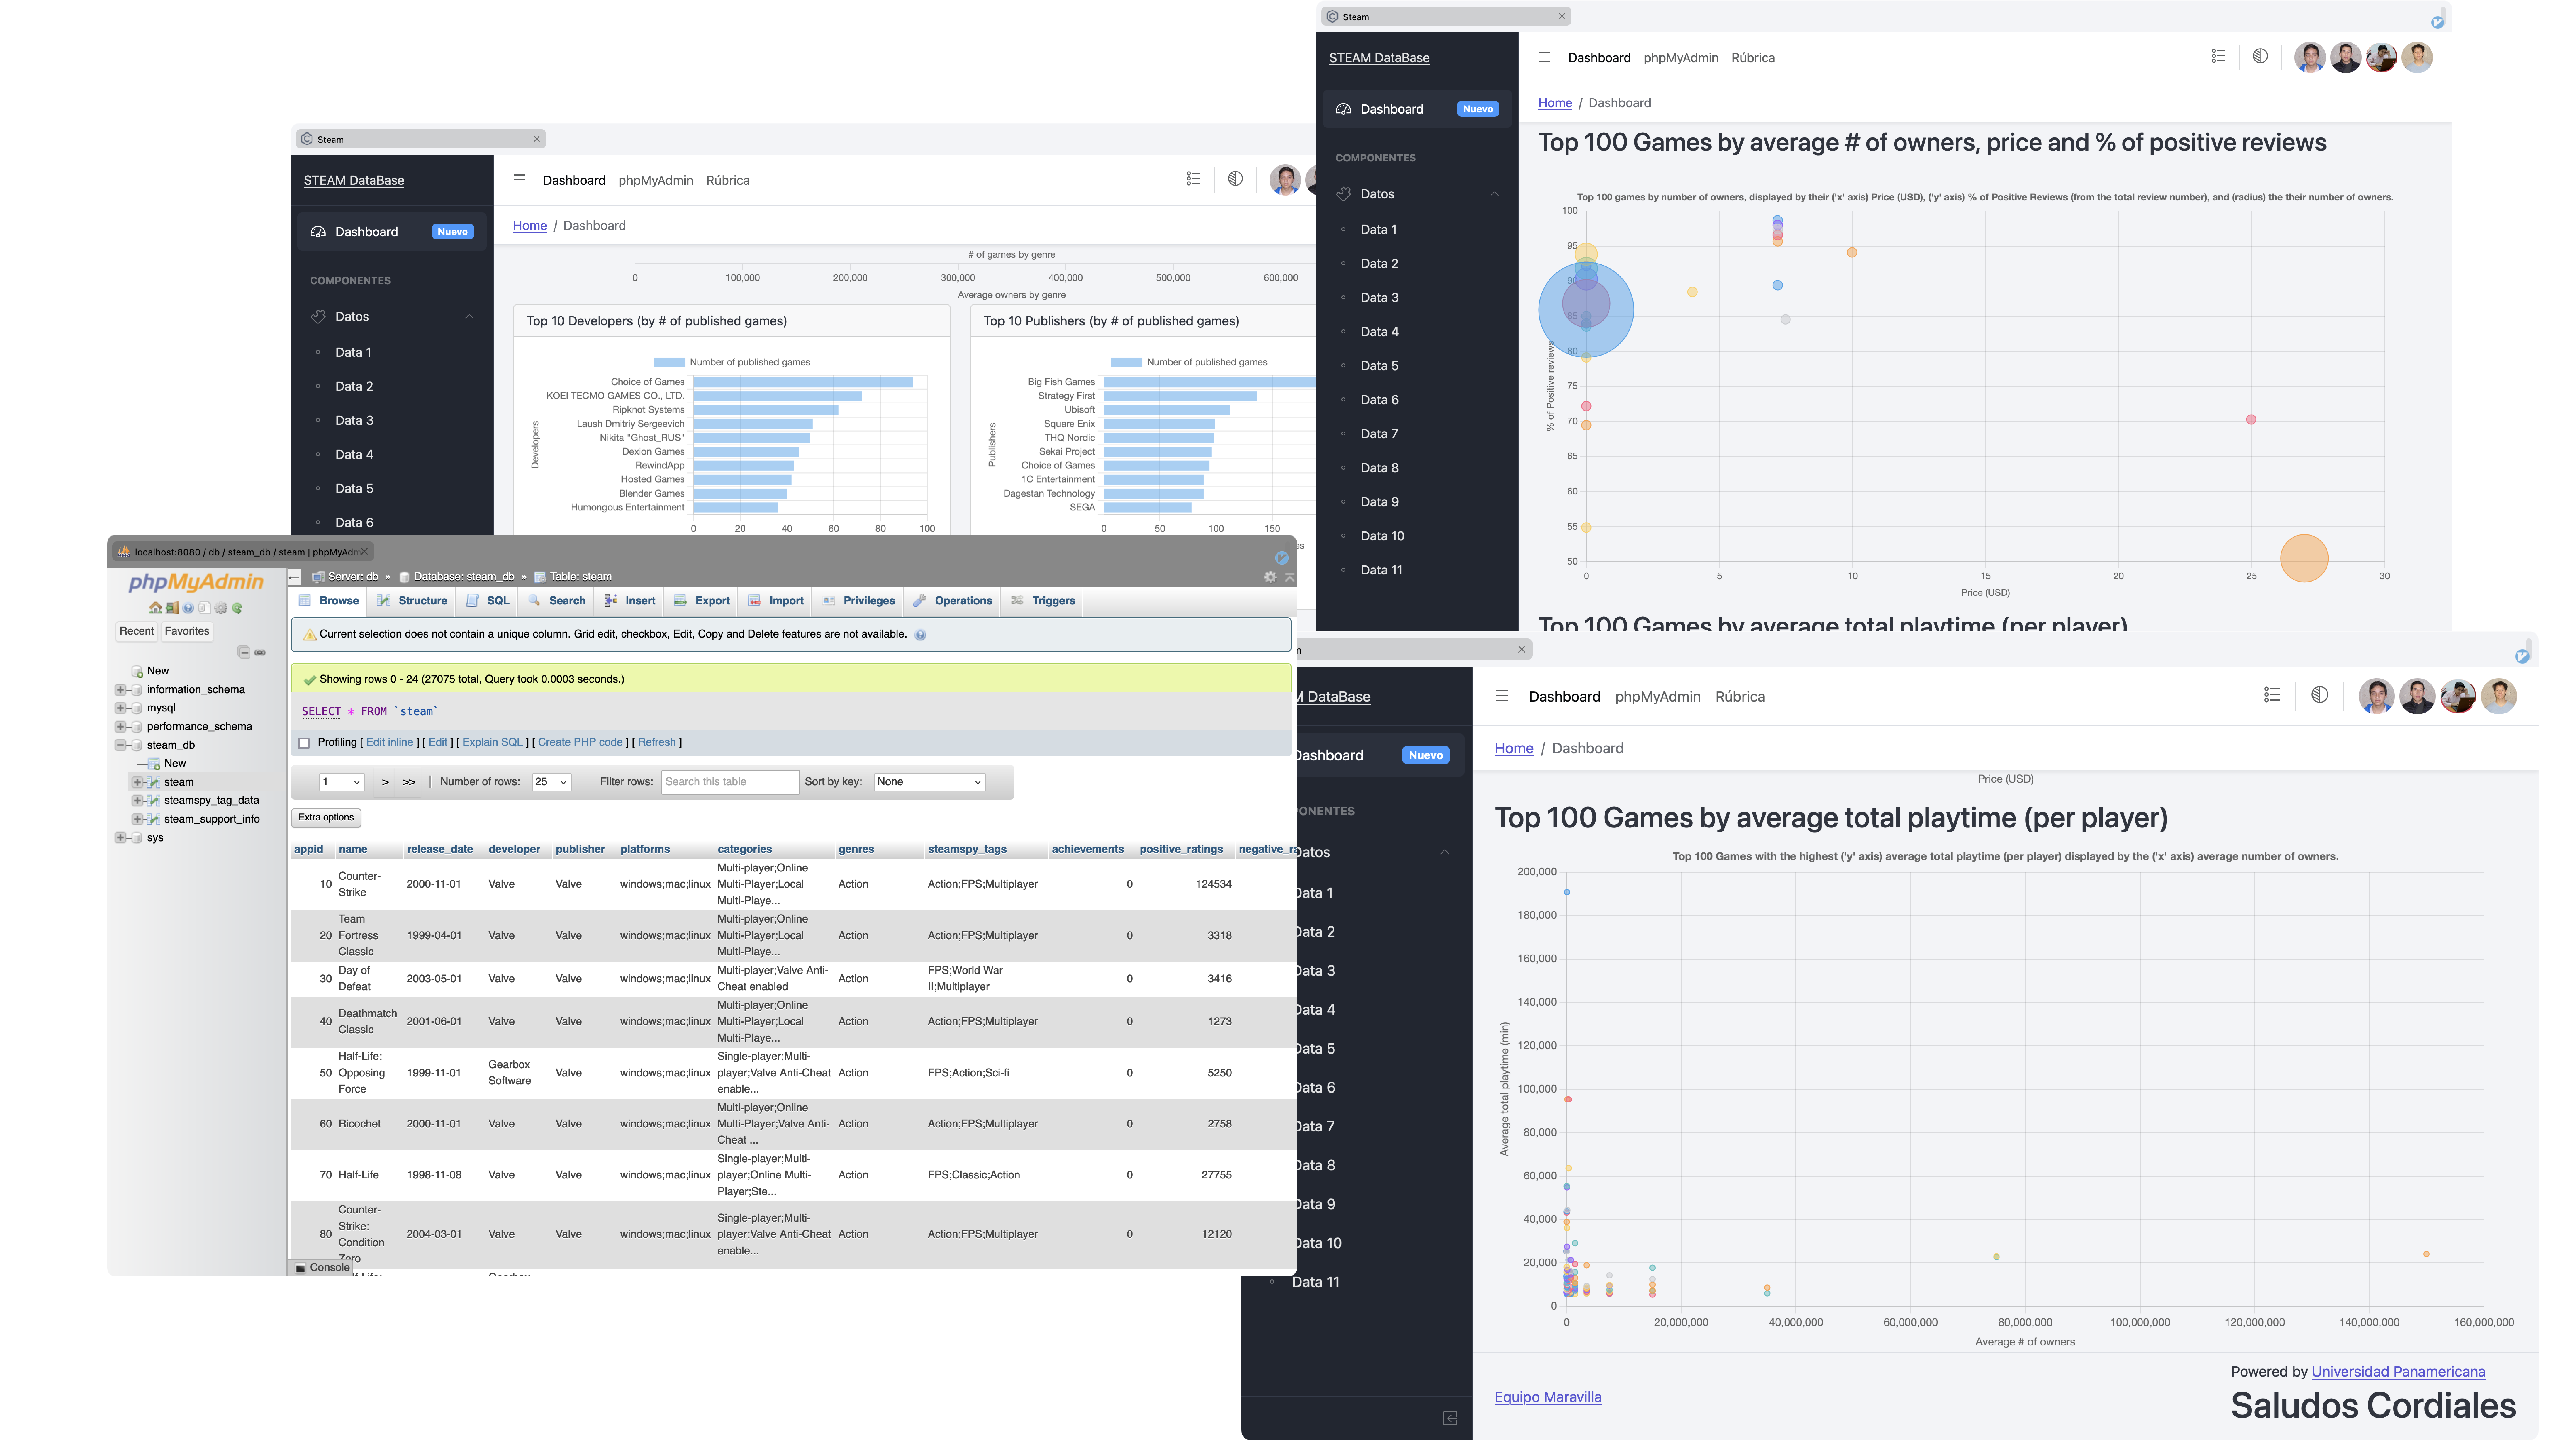 Steam
STEAM DataBase
Dashboard
Nuevo
COMPONENTES
Datos
Data 1
Data 2
Data 3
Data 4
Data 5
Data 6
Dashboard phpMyAdmin Rúbrica
Home / Dashboard
# of games by genre
0 100,000 200,000 300,000 400,000 500,000 600,000
Average owners by genre
Top 10 Developers (by # of published games)
Number of published games
Developers
Choice of Games
KOEI TECMO GAMES CO., LTD.
Ripknot Systems
Laush Dmitriy Sergeevich
Nikita "Ghost_RUS"
Dexion Games
RewindApp
Hosted Games
Blender Games
Humongous Entertainment
0 20 40 60 80 100
Top 10 Publishers (by # of published games)
Number of published games
Publishers
Big Fish Games
Strategy First
Ubisoft
Square Enix
THQ Nordic
Sekai Project
Choice of Games
1C Entertainment
Dagestan Technology
SEGA
0 50 100 150
Steam
STEAM DataBase
Dashboard Nuevo
COMPONENTES
Datos
Data 1
Data 2
Data 3
Data 4
Data 5
Data 6
Data 7
Data 8
Data 9
Data 10
Data 11
Dashboard phpMyAdmin Rúbrica
Home / Dashboard
Top 100 Games by average # of owners, price and % of positive reviews
Top 100 games by number of owners, displayed by their ('x' axis) Price (USD), ('y' axis) % of Positive Reviews (from the total review number), and (radius) the their number of owners.
% of Positive reviews
100
95
90
85
80
75
70
65
60
55
50
0 5 10 15 20 25 30
Price (USD)
Top 100 Games by average total playtime (per player)
localhost:8080 / db / steam_db / steam | phpMyAdm
phpMyAdmin
Recent Favorites
New
information_schema
mysql
performance_schema
steam_db
New
steam
steamspy_tag_data
steam_support_info
sys
Server: db » Database: steam_db » Table: steam
Browse Structure SQL Search Insert Export Import Privileges Operations Triggers
Current selection does not contain a unique column. Grid edit, checkbox, Edit, Copy and Delete features are not available.
Showing rows 0 - 24 (27075 total, Query took 0.0003 seconds.)
SELECT * FROM `steam`
Profiling [ Edit inline ] [ Edit ] [ Explain SQL ] [ Create PHP code ] [ Refresh ]
1 > >> | Number of rows: 25 Filter rows: Search this table Sort by key: None
Extra options
appid name release_date developer publisher platforms categories genres steamspy_tags achievements positive_ratings negative_ra
10 Counter-Strike 2000-11-01 Valve Valve windows;mac;linux Multi-player;Online Multi-Player;Local Multi-Playe... Action Action;FPS;Multiplayer 0 124534
20 Team Fortress Classic 1999-04-01 Valve Valve windows;mac;linux Multi-player;Online Multi-Player;Local Multi-Playe... Action Action;FPS;Multiplayer 0 3318
30 Day of Defeat 2003-05-01 Valve Valve windows;mac;linux Multi-player;Valve Anti-Cheat enabled Action FPS;World War II;Multiplayer 0 3416
40 Deathmatch Classic 2001-06-01 Valve Valve windows;mac;linux Multi-player;Online Multi-Player;Local Multi-Playe... Action Action;FPS;Multiplayer 0 1273
50 Half-Life: Opposing Force 1999-11-01 Gearbox Software Valve windows;mac;linux Single-player;Multi-player;Valve Anti-Cheat enable... Action FPS;Action;Sci-fi 0 5250
60 Ricochet 2000-11-01 Valve Valve windows;mac;linux Multi-player;Online Multi-Player;Valve Anti-Cheat ... Action Action;FPS;Multiplayer 0 2758
70 Half-Life 1998-11-08 Valve Valve windows;mac;linux Single-player;Multi-player;Online Multi-Player;Ste... Action FPS;Classic;Action 0 27755
80 Counter-Strike: Condition Zero 2004-03-01 Valve Valve windows;mac;linux Single-player;Multi-player;Valve Anti-Cheat enable... Action Action;FPS;Multiplayer 0 12120
Console
DataBase
Dashboard Nuevo
PONENTES
Datos
Data 1
Data 2
Data 3
Data 4
Data 5
Data 6
Data 7
Data 8
Data 9
Data 10
Data 11
Dashboard phpMyAdmin Rúbrica
Home / Dashboard
Price (USD)
Top 100 Games by average total playtime (per player)
Top 100 Games with the highest ('y' axis) average total playtime (per player) displayed by the ('x' axis) average number of owners.
Average total playtime (min)
200,000
180,000
160,000
140,000
120,000
100,000
80,000
60,000
40,000
20,000
0
0 20,000,000 40,000,000 60,000,000 80,000,000 100,000,000 120,000,000 140,000,000 160,000,000
Average # of owners
Equipo Maravilla
Powered by Universidad Panamericana
Saludos Cordiales